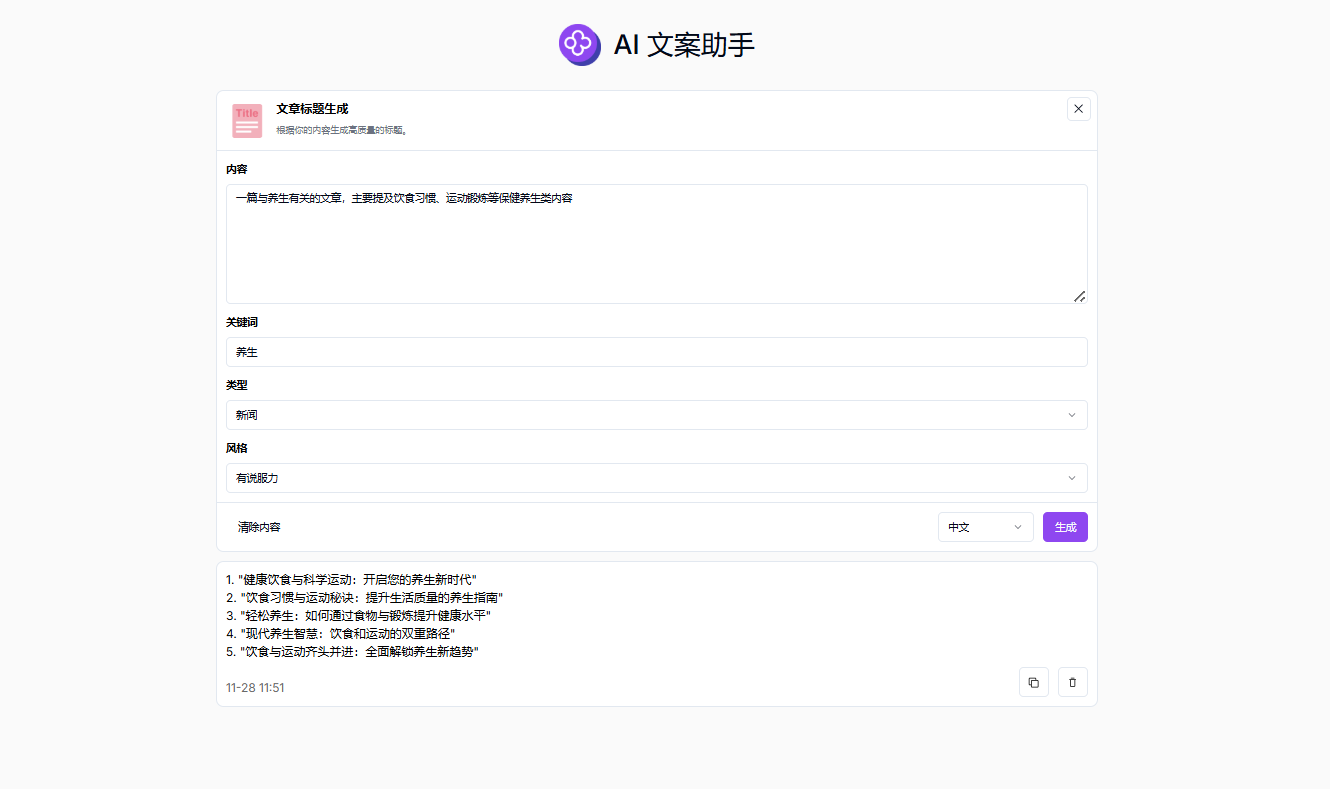 AI 文案助手
Title
文章标题生成
根据你的内容生成高质量的标题。
内容
一篇与养生有关的文章，主要提及饮食习惯、运动锻炼等保健养生类内容
关键词
养生
类型
新闻
风格
有说服力
清除内容
中文
生成
1. "健康饮食与科学运动：开启您的养生新时代"
2. "饮食习惯与运动秘诀：提升生活质量的养生指南"
3. "轻松养生：如何通过食物与锻炼提升健康水平"
4. "现代养生智慧：饮食和运动的双重路径"
5. "饮食与运动齐头并进：全面解锁养生新趋势"
11-28 11:51